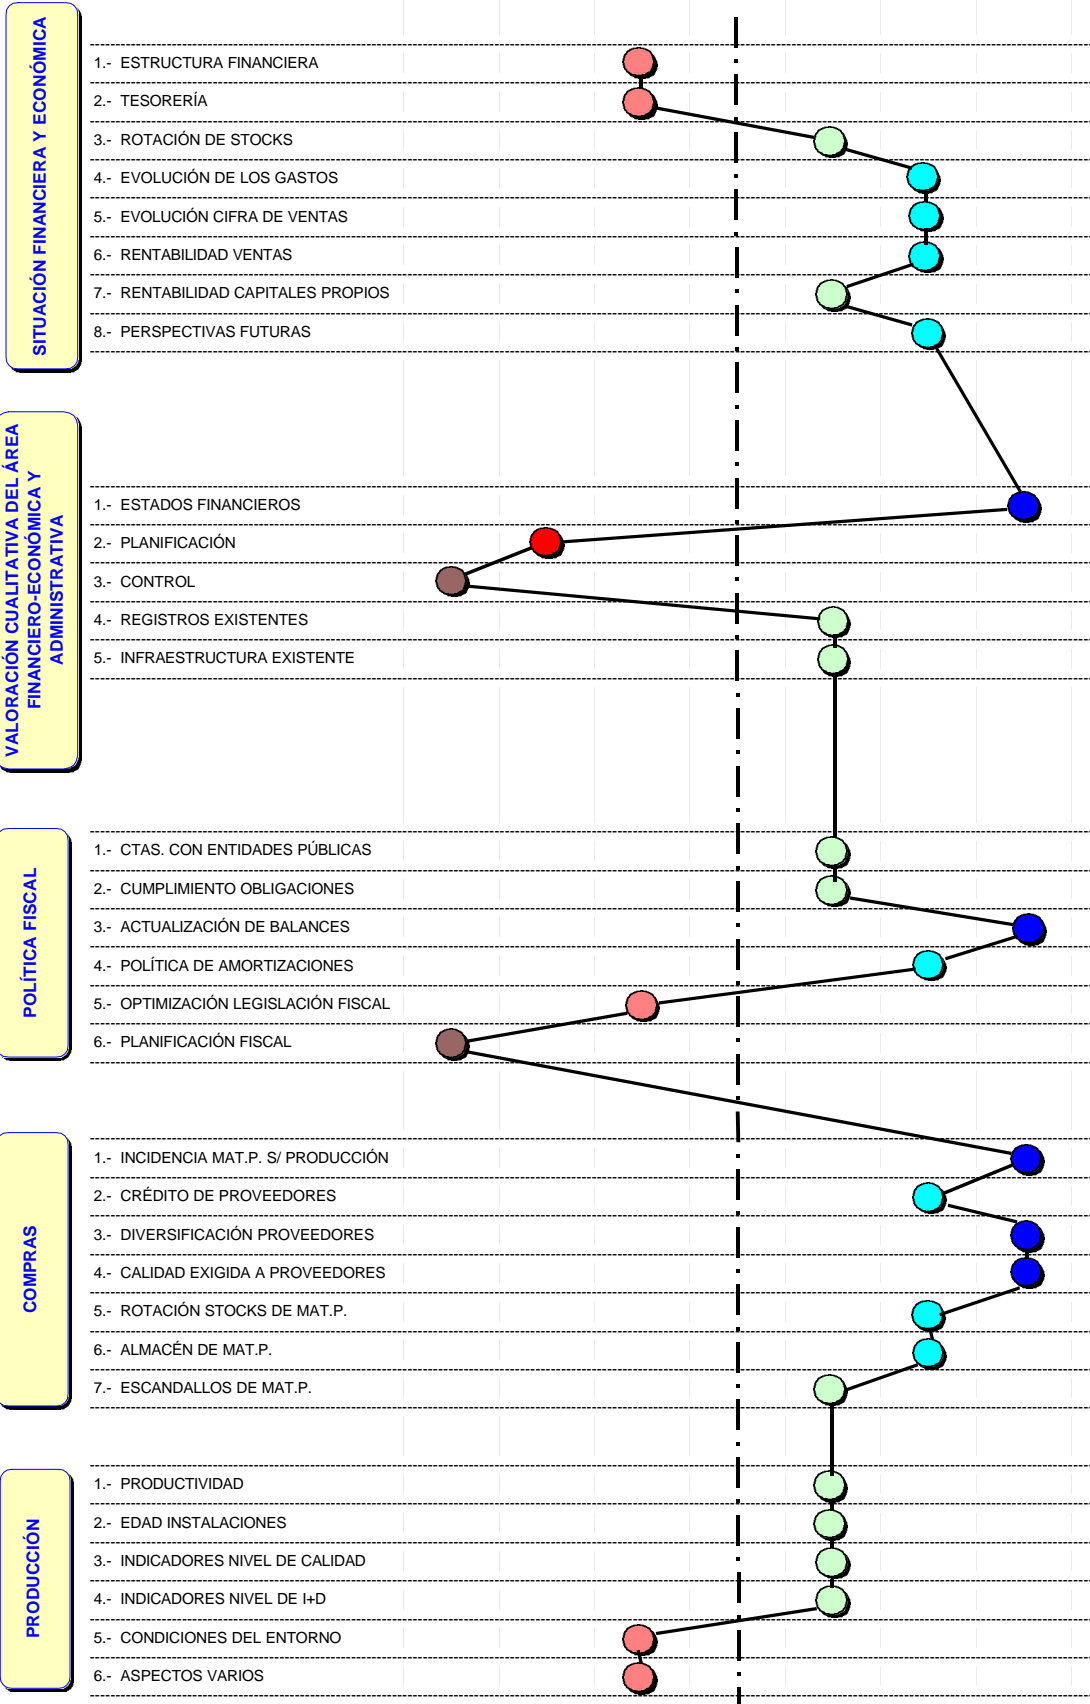 SITUACIÓN FINANCIERA Y ECONÓMICA
1.- ESTRUCTURA FINANCIERA
2.- TESORERÍA
3.- ROTACIÓN DE STOCKS
4.- EVOLUCIÓN DE LOS GASTOS
5.- EVOLUCIÓN CIFRA DE VENTAS
6.- RENTABILIDAD VENTAS
7.- RENTABILIDAD CAPITALES PROPIOS
8.- PERSPECTIVAS FUTURAS
VALORACIÓN CUALITATIVA DEL ÁREA
FINANCIERO-ECONÓMICA Y
ADMINISTRATIVA
1.- ESTADOS FINANCIEROS
2.- PLANIFICACIÓN
3.- CONTROL
4.- REGISTROS EXISTENTES
5.- INFRAESTRUCTURA EXISTENTE
POLÍTICA FISCAL
1.- CTAS. CON ENTIDADES PÚBLICAS
2.- CUMPLIMIENTO OBLIGACIONES
3.- ACTUALIZACIÓN DE BALANCES
4.- POLÍTICA DE AMORTIZACIONES
5.- OPTIMIZACIÓN LEGISLACIÓN FISCAL
6.- PLANIFICACIÓN FISCAL
COMPRAS
1.- INCIDENCIA MAT.P. S/ PRODUCCIÓN
2.- CRÉDITO DE PROVEEDORES
3.- DIVERSIFICACIÓN PROVEEDORES
4.- CALIDAD EXIGIDA A PROVEEDORES
5.- ROTACIÓN STOCKS DE MAT.P.
6.- ALMACÉN DE MAT.P.
7.- ESCANDALLOS DE MAT.P.
PRODUCCIÓN
1.- PRODUCTIVIDAD
2.- EDAD INSTALACIONES
3.- INDICADORES NIVEL DE CALIDAD
4.- INDICADORES NIVEL DE I+D
5.- CONDICIONES DEL ENTORNO
6.- ASPECTOS VARIOS